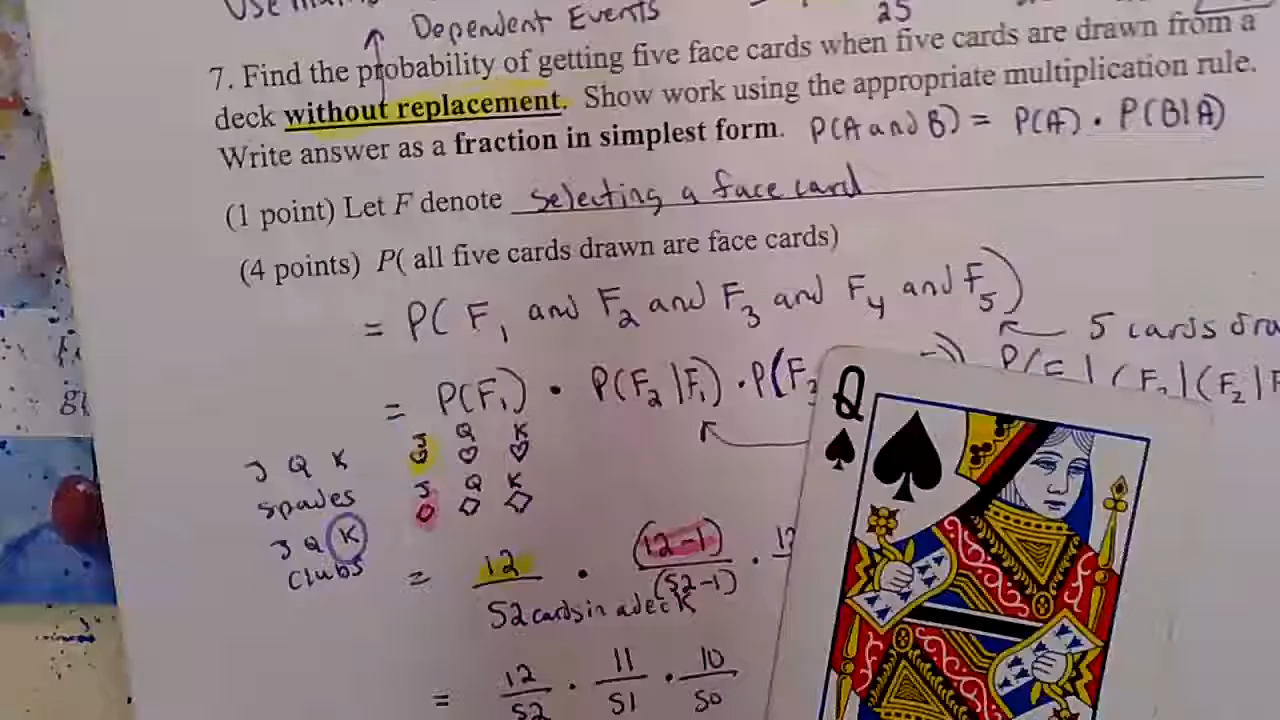 Dependent Events
25
7. Find the probability of getting five face cards when five cards are drawn from a
deck without replacement. Show work using the appropriate multiplication rule.
Write answer as a fraction in simplest form. P(A and B) = P(A) · P(B|A)
(1 point) Let F denote selecting a face card
(4 points) P( all five cards drawn are face cards)
= P( F1 and F2 and F3 and F4 and F5)
5 cards
= P(F1) · P(F2|F1) · P(F3
J Q K
J Q K
spades
J Q K
J Q K
clubs
= 12 / 52 cards in a deck · (12-1) / (52-1) ·
= 12/52 · 11/51 · 10/50
Q